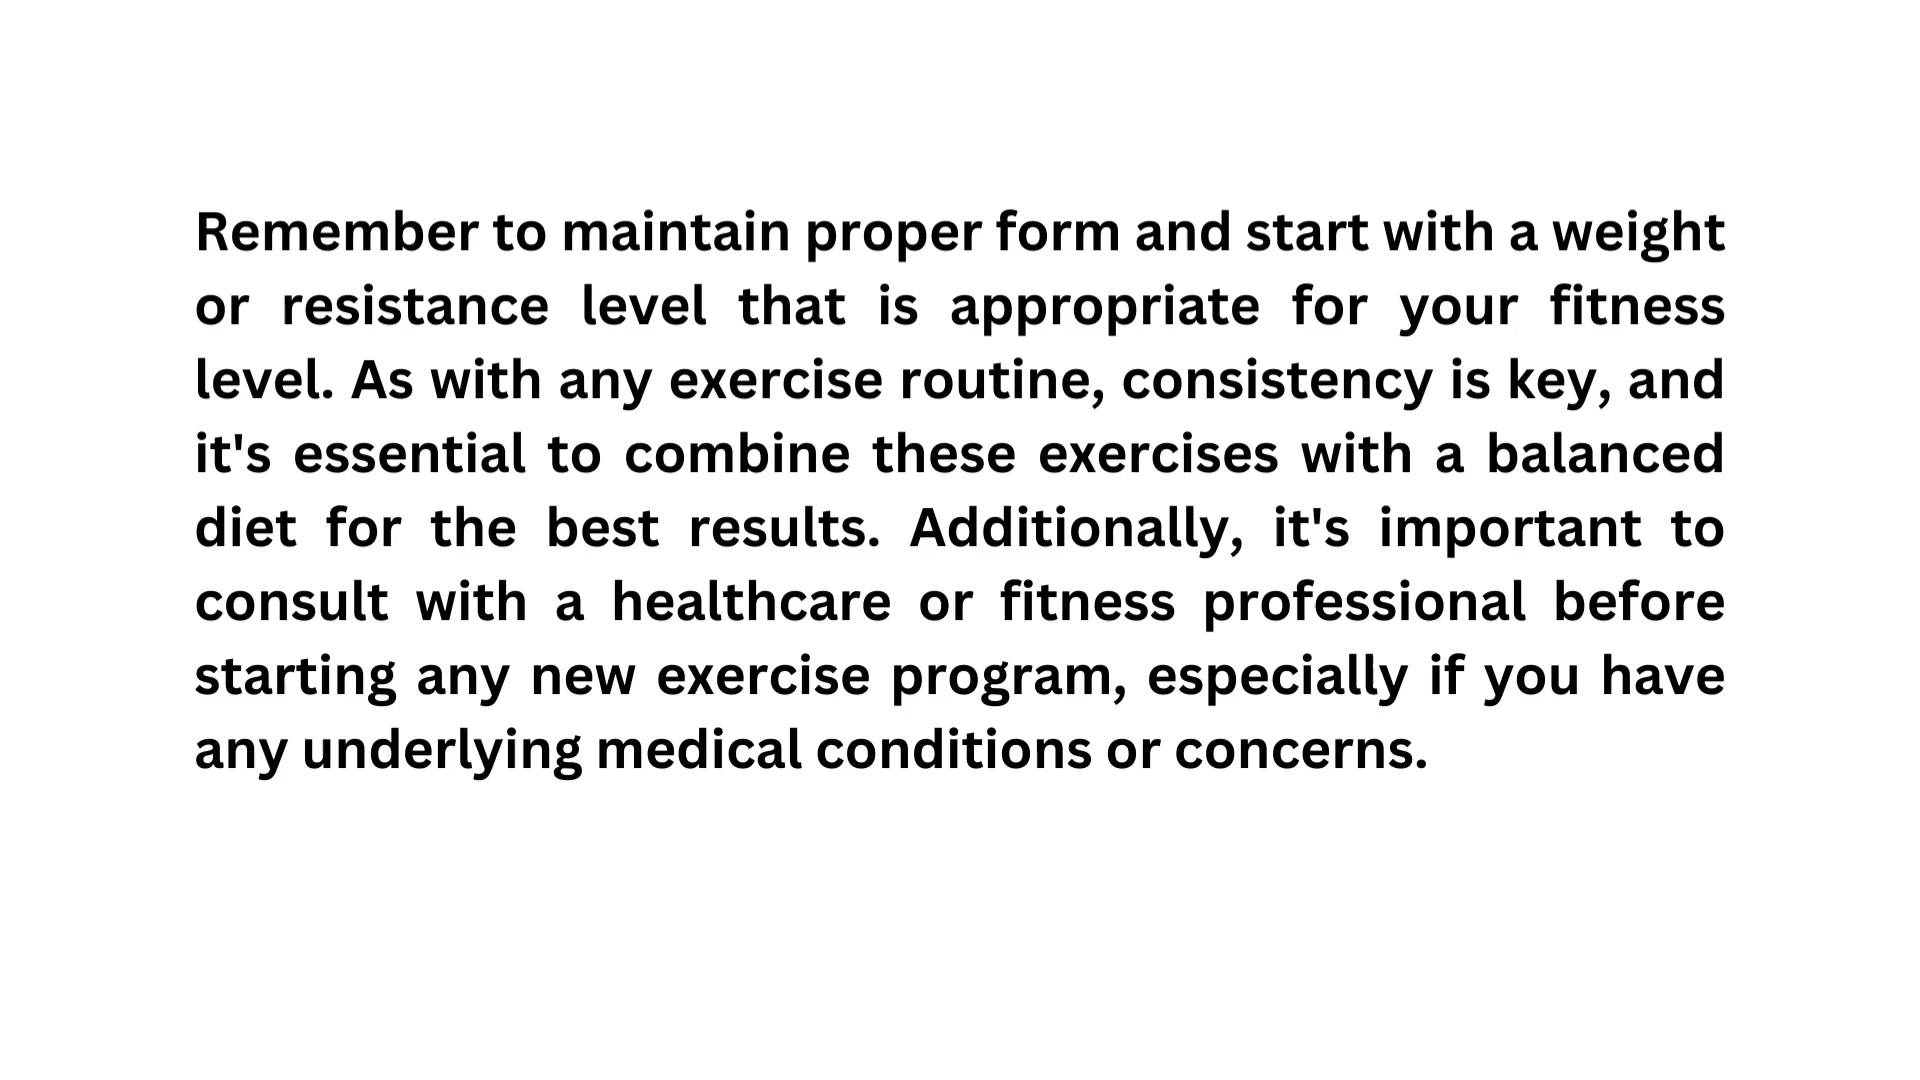 Remember to maintain proper form and start with a weight
or resistance level that is appropriate for your fitness
level. As with any exercise routine, consistency is key, and
it's essential to combine these exercises with a balanced
diet for the best results. Additionally, it's important to
consult with a healthcare or fitness professional before
starting any new exercise program, especially if you have
any underlying medical conditions or concerns.